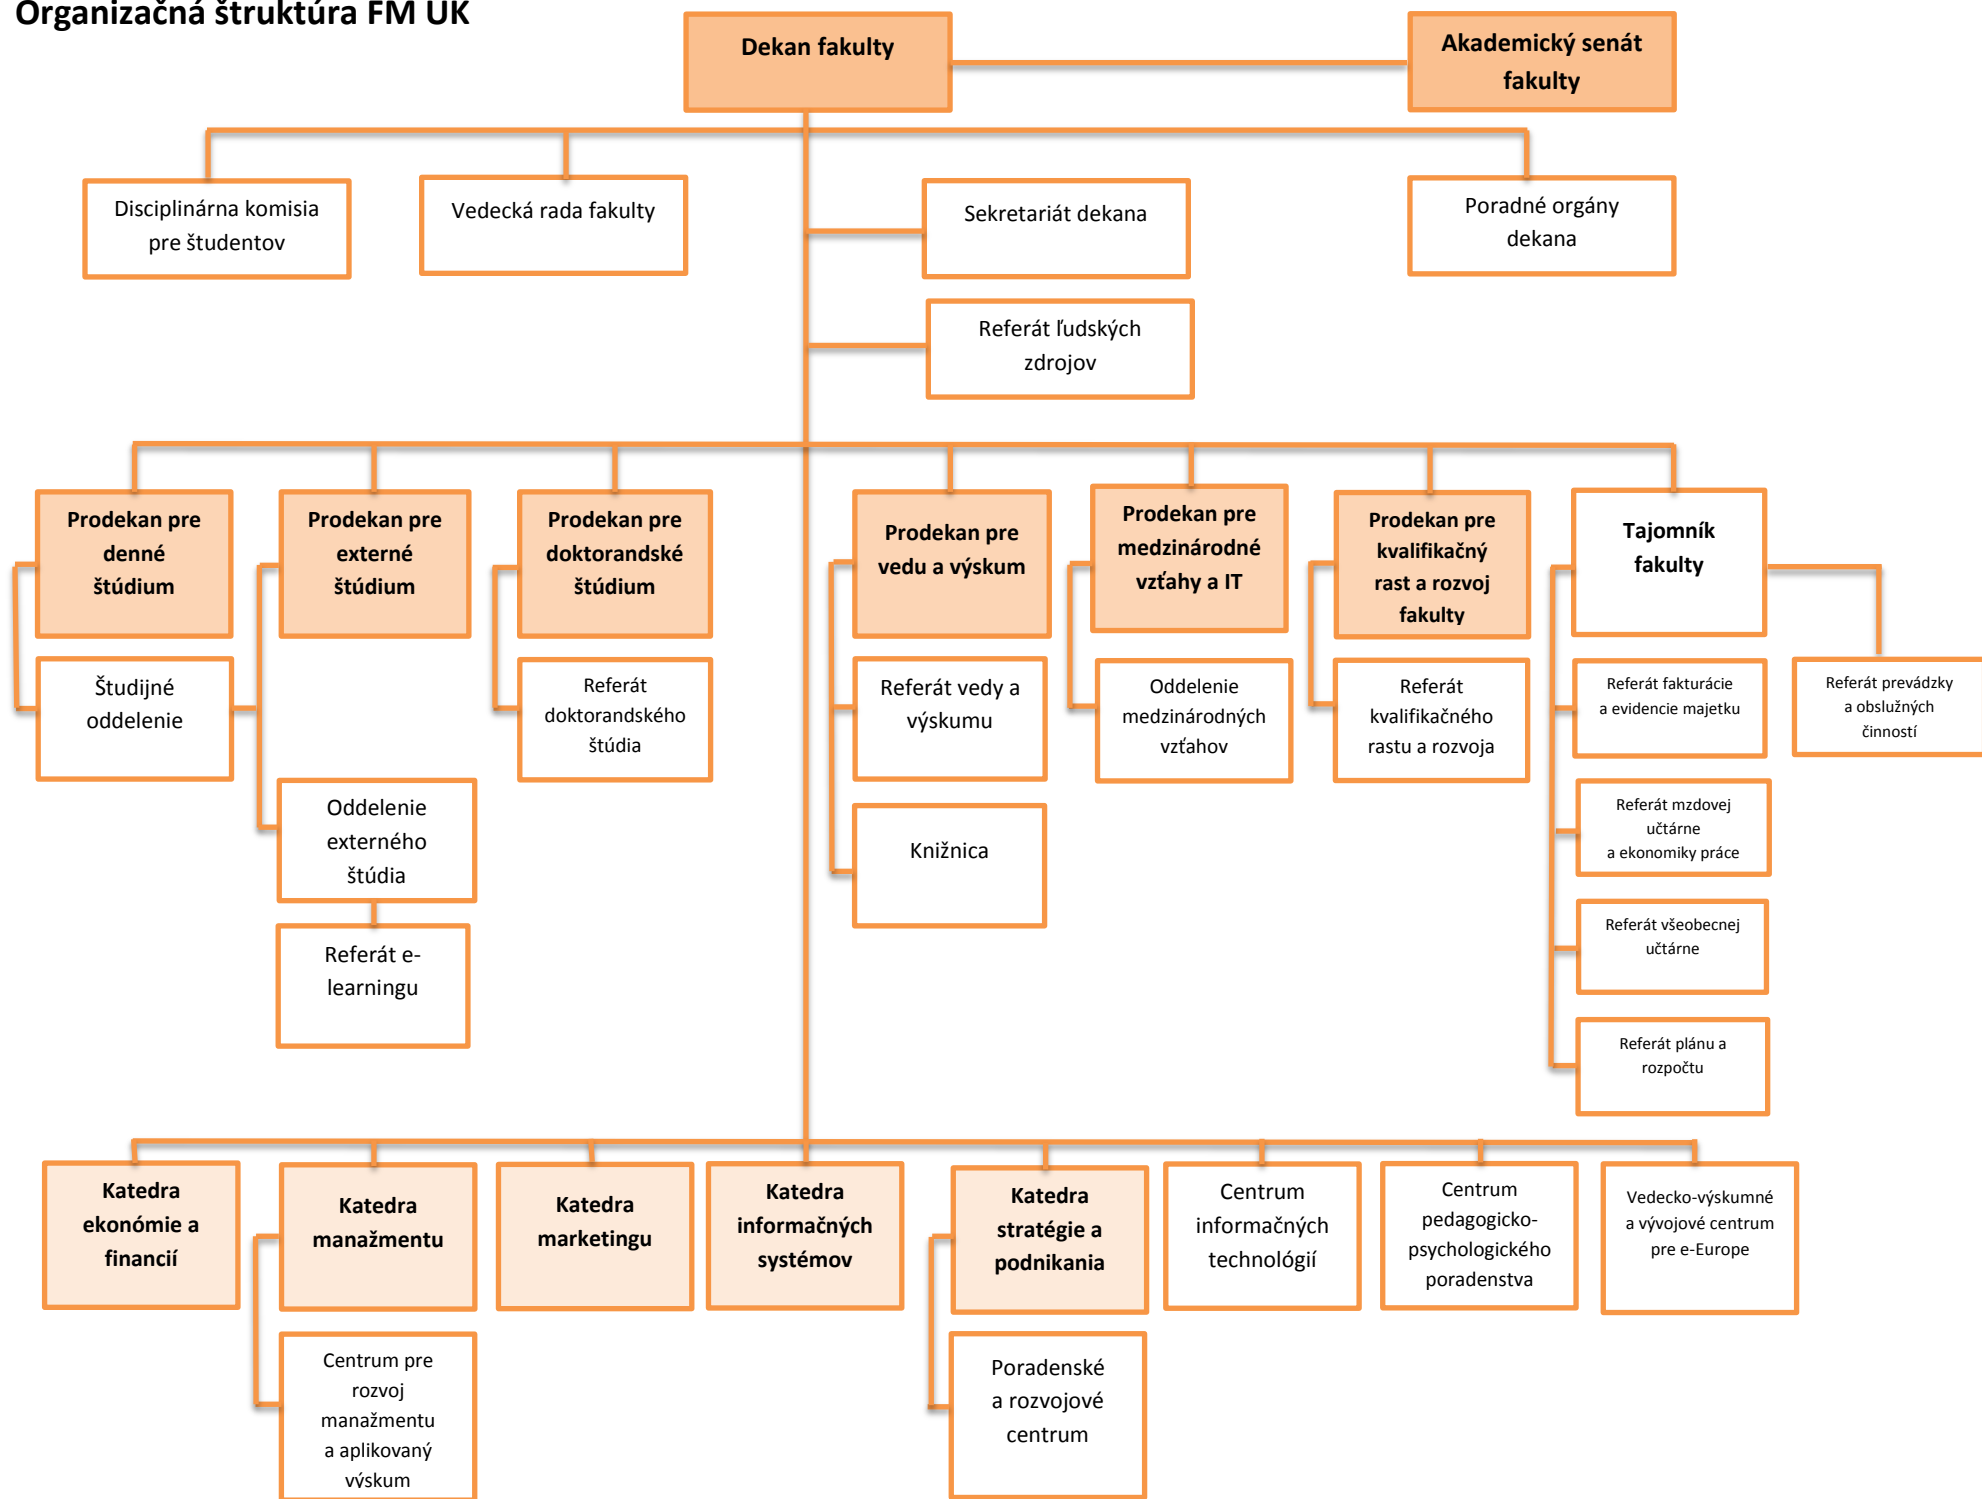 Organizačná štruktúra FM UK
Dekan fakulty
Akademický senát
fakulty
Disciplinárna komisia
pre študentov
Vedecká rada fakulty
Sekretariát dekana
Poradné orgány
dekana
Referát ľudských
zdrojov
Prodekan pre
denné
štúdium
Prodekan pre
externé
štúdium
Prodekan pre
doktorandské
štúdium
Prodekan pre
vedu a výskum
Prodekan pre
medzinárodné
vzťahy a IT
Prodekan pre
kvalifikačný
rast a rozvoj
fakulty
Tajomník
fakulty
Študijné
oddelenie
Referát
doktorandského
štúdia
Referát vedy a
výskumu
Oddelenie
medzinárodných
vzťahov
Referát
kvalifikačného
rastu a rozvoja
Referát fakturácie
a evidencie majetku
Referát prevádzky
a obslužných
činností
Oddelenie
externého
štúdia
Knižnica
Referát mzdovej
učtárne
a ekonomiky práce
Referát e-
learningu
Referát všeobecnej
učtárne
Referát plánu a
rozpočtu
Katedra
ekonómie a
financií
Katedra
manažmentu
Katedra
marketingu
Katedra
informačných
systémov
Katedra
stratégie a
podnikania
Centrum
informačných
technológií
Centrum
pedagogicko-
psychologického
poradenstva
Vedecko-výskumné
a vývojové centrum
pre e-Europe
Centrum pre
rozvoj
manažmentu
a aplikovaný
výskum
Poradenské
a rozvojové
centrum